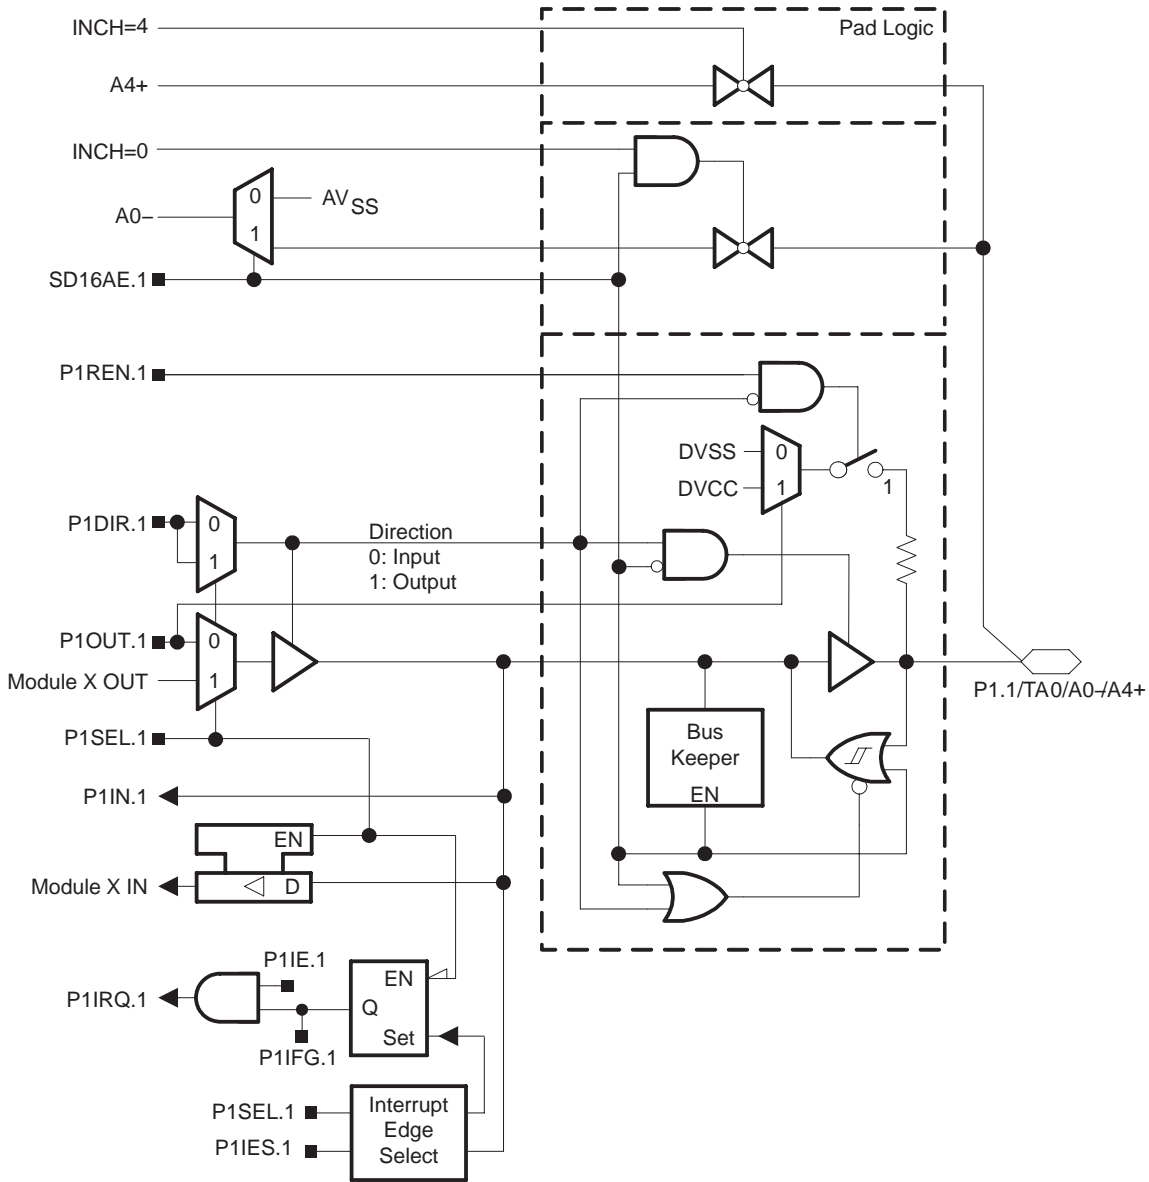 INCH=4
Pad Logic
A4+
INCH=0
0
AVSS
A0–
1
SD16AE.1
P1REN.1
DVSS
0
DVCC
1
1
P1DIR.1
0
1
Direction
0: Input
1: Output
P1OUT.1
0
Module X OUT
1
P1.1/TA0/A0–/A4+
P1SEL.1
Bus
Keeper
EN
P1IN.1
EN
Module X IN
D
P1IE.1
P1IRQ.1
EN
Q
Set
P1IFG.1
P1SEL.1
P1IES.1
Interrupt
Edge
Select